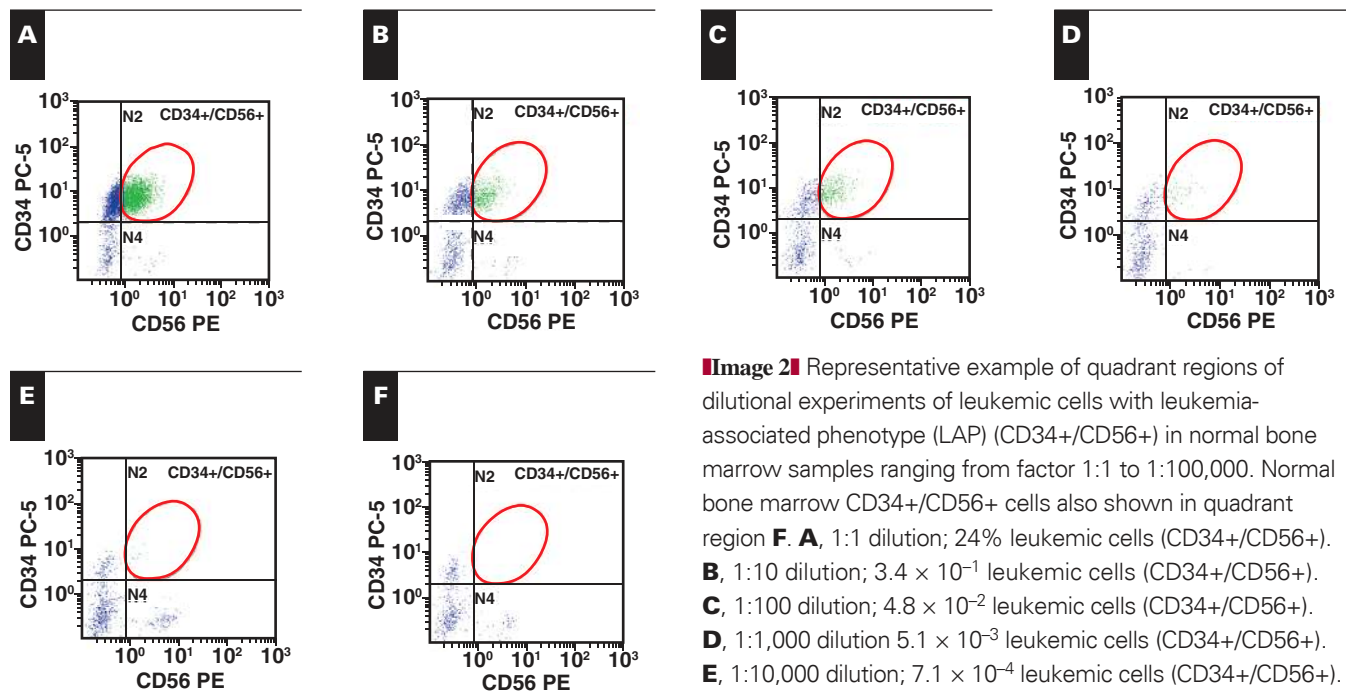 A
10³
10²
10¹
10⁰
CD34 PC-5
N2
CD34+/CD56+
N4
10⁰ 10¹ 10² 10³
CD56 PE
B
10³
10²
10¹
10⁰
CD34 PC-5
N2
CD34+/CD56+
N4
10⁰ 10¹ 10² 10³
CD56 PE
C
10³
10²
10¹
10⁰
CD34 PC-5
N2
CD34+/CD56+
N4
10⁰ 10¹ 10² 10³
CD56 PE
D
10³
10²
10¹
10⁰
CD34 PC-5
N2
CD34+/CD56+
N4
10⁰ 10¹ 10² 10³
CD56 PE
E
10³
10²
10¹
10⁰
CD34 PC-5
N2
CD34+/CD56+
N4
10⁰ 10¹ 10² 10³
CD56 PE
F
10³
10²
10¹
10⁰
CD34 PC-5
N2
CD34+/CD56+
N4
10⁰ 10¹ 10² 10³
CD56 PE
❚Image 2❚ Representative example of quadrant regions of
dilutional experiments of leukemic cells with leukemia-
associated phenotype (LAP) (CD34+/CD56+) in normal bone
marrow samples ranging from factor 1:1 to 1:100,000. Normal
bone marrow CD34+/CD56+ cells also shown in quadrant
region F. A, 1:1 dilution; 24% leukemic cells (CD34+/CD56+).
B, 1:10 dilution; 3.4 × 10⁻¹ leukemic cells (CD34+/CD56+).
C, 1:100 dilution; 4.8 × 10⁻² leukemic cells (CD34+/CD56+).
D, 1:1,000 dilution 5.1 × 10⁻³ leukemic cells (CD34+/CD56+).
E, 1:10,000 dilution; 7.1 × 10⁻⁴ leukemic cells (CD34+/CD56+).